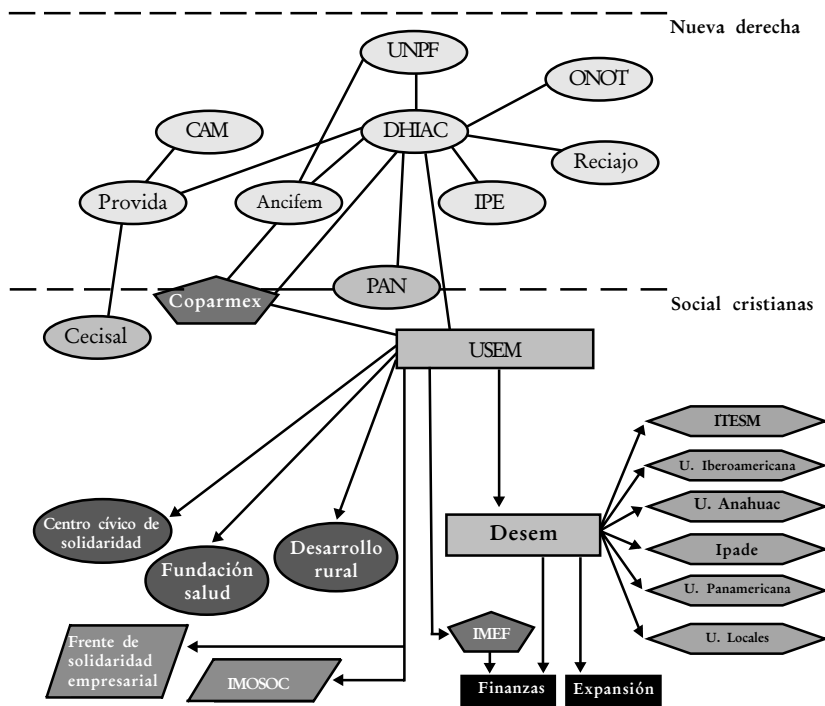 Nueva derecha
UNPF
ONOT
CAM
DHIAC
Reciajo
Provida
Ancifem
IPE
PAN
Coparmex
Social cristianas
Cecisal
USEM
ITESM
U. Iberoamericana
U. Anahuac
Centro cívico de
solidaridad
Desem
Desarrollo
rural
Ipade
Fundación
salud
U. Panamericana
Frente de
solidaridad
empresarial
IMEF
U. Locales
IMOSOC
Finanzas
Expansión